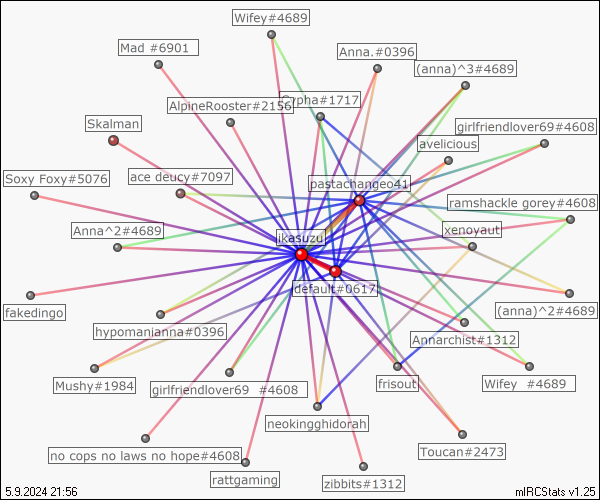 Wifey#4689
Mad #6901
Anna.#0396
(anna)^3#4689
AlpineRooster#2156
Cypha#1717
Skalman
girlfriendlover69#4608
avelicious
Soxy Foxy#5076
ace deucy#7097
pastachangeo41
ramshackle gorey#4608
Anna^2#4689
ikasuzu
xenoyaut
default#0617
fakedingo
(anna)^2#4689
hypomanianna#0396
Annarchist#1312
Mushy#1984
girlfriendlover69 #4608
frisout
Wifey #4689
neokingghidorah
no cops no laws no hope#4608
Toucan#2473
rattgaming
zibbits#1312
5.9.2024 21:56
mIRCStats v1.25